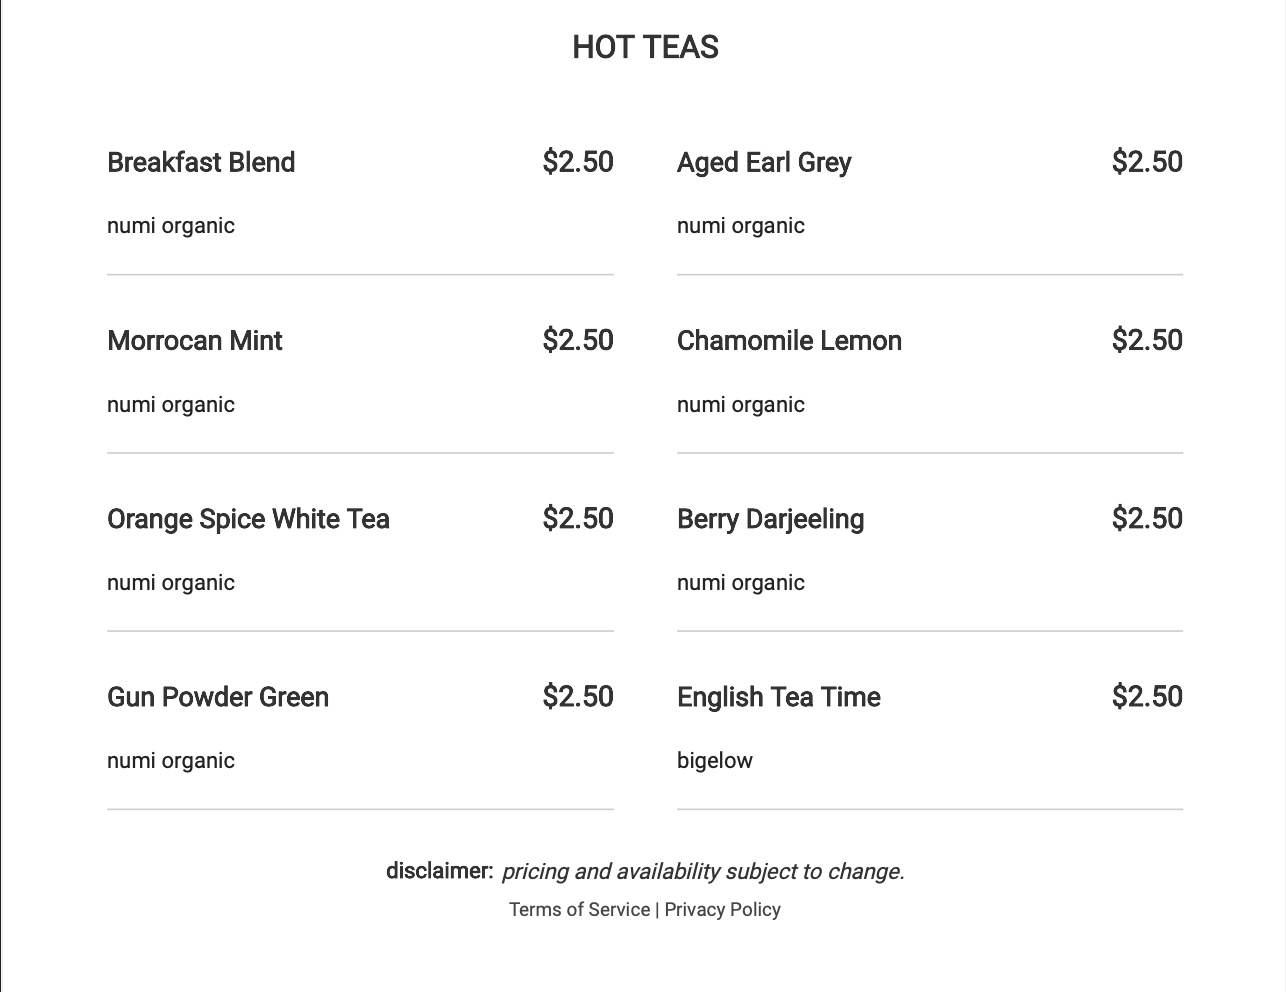 HOT TEAS
Breakfast Blend $2.50
numi organic
Aged Earl Grey $2.50
numi organic
Morrocan Mint $2.50
numi organic
Chamomile Lemon $2.50
numi organic
Orange Spice White Tea $2.50
numi organic
Berry Darjeeling $2.50
numi organic
Gun Powder Green $2.50
numi organic
English Tea Time $2.50
bigelow
disclaimer: pricing and availability subject to change.
Terms of Service | Privacy Policy